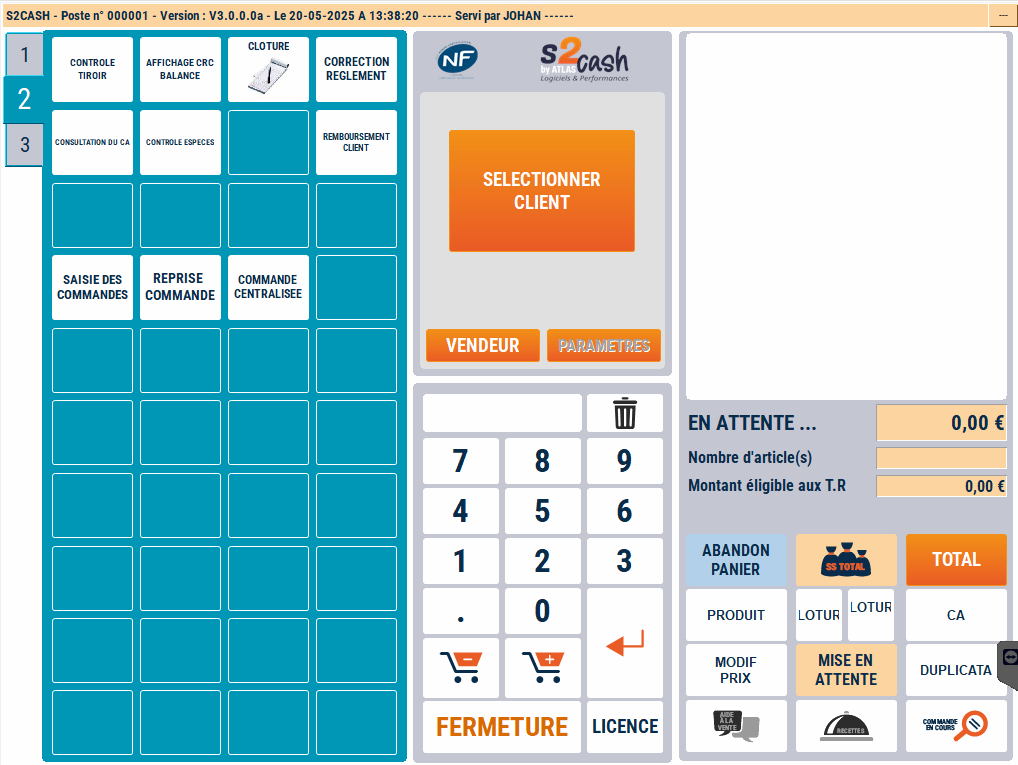 S2CASH - Poste n° 000001 - Version : V3.0.0.0a - Le 20-05-2025 A 13:38:20 ------ Servi par JOHAN ------
---
1
2
3
CONTROLE
TIROIR
AFFICHAGE CRC
BALANCE
CLOTURE
CORRECTION
REGLEMENT
CONSULTATION DU CA
CONTROLE ESPECES
REMBOURSEMENT
CLIENT
SAISIE DES
COMMANDES
REPRISE
COMMANDE
COMMANDE
CENTRALISEE
NF
S2cash
by ATLAS
Logiciels & Performances
SELECTIONNER
CLIENT
VENDEUR
PARAMETRES
7
8
9
4
5
6
1
2
3
.
0
FERMETURE
LICENCE
EN ATTENTE ...
0,00 €
Nombre d'article(s)
Montant éligible aux T.R
0,00 €
ABANDON
PANIER
SS TOTAL
TOTAL
PRODUIT
LOTUR
LOTUR
CA
MODIF
PRIX
MISE EN
ATTENTE
DUPLICATA
AIDE
À LA
VENTE
RECETTES
COMMANDE
EN COURS